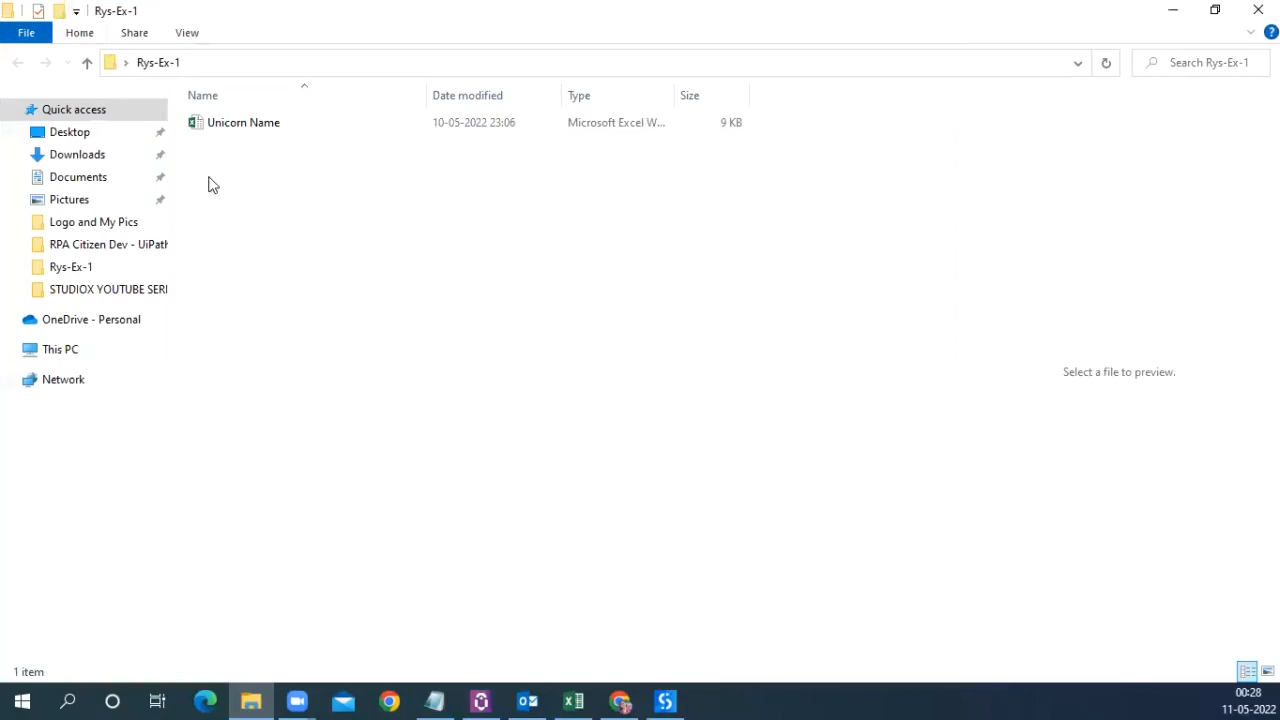 Rys-Ex-1
File Home Share View
Rys-Ex-1
Search Rys-Ex-1
Name Date modified Type Size
Unicorn Name 10-05-2022 23:06 Microsoft Excel W... 9 KB
Quick access
Desktop
Downloads
Documents
Pictures
Logo and My Pics
RPA Citizen Dev - UiPath
Rys-Ex-1
STUDIOX YOUTUBE SERI
OneDrive - Personal
This PC
Network
Select a file to preview.
1 item
00:28
11-05-2022